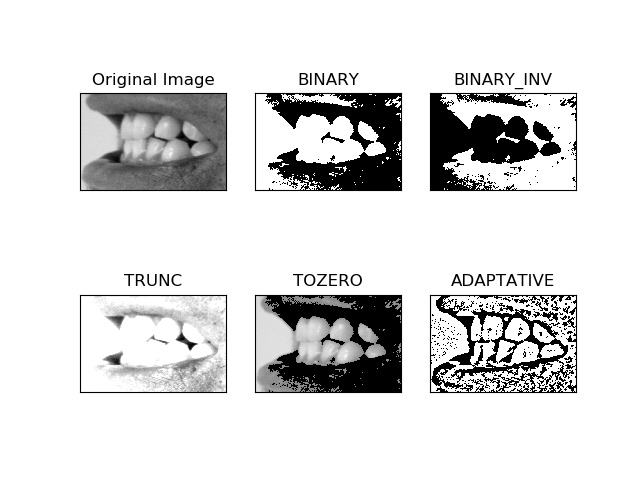 Original Image
BINARY
BINARY_INV
TRUNC
TOZERO
ADAPTATIVE